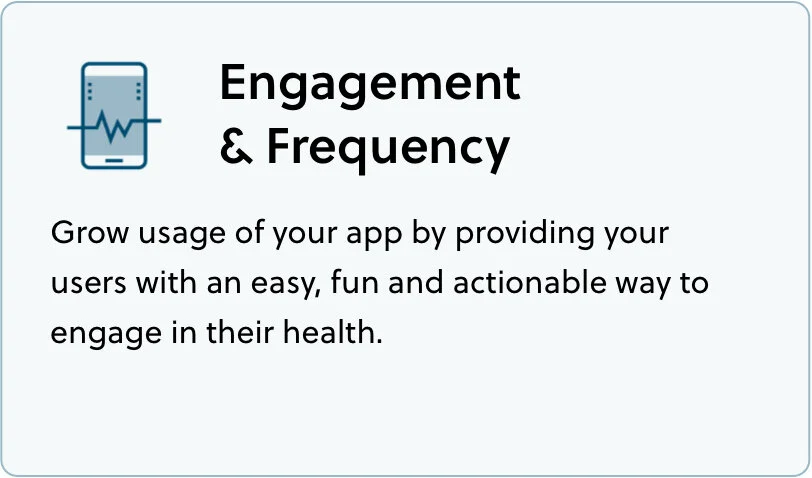 Engagement
& Frequency
Grow usage of your app by providing your
users with an easy, fun and actionable way to
engage in their health.